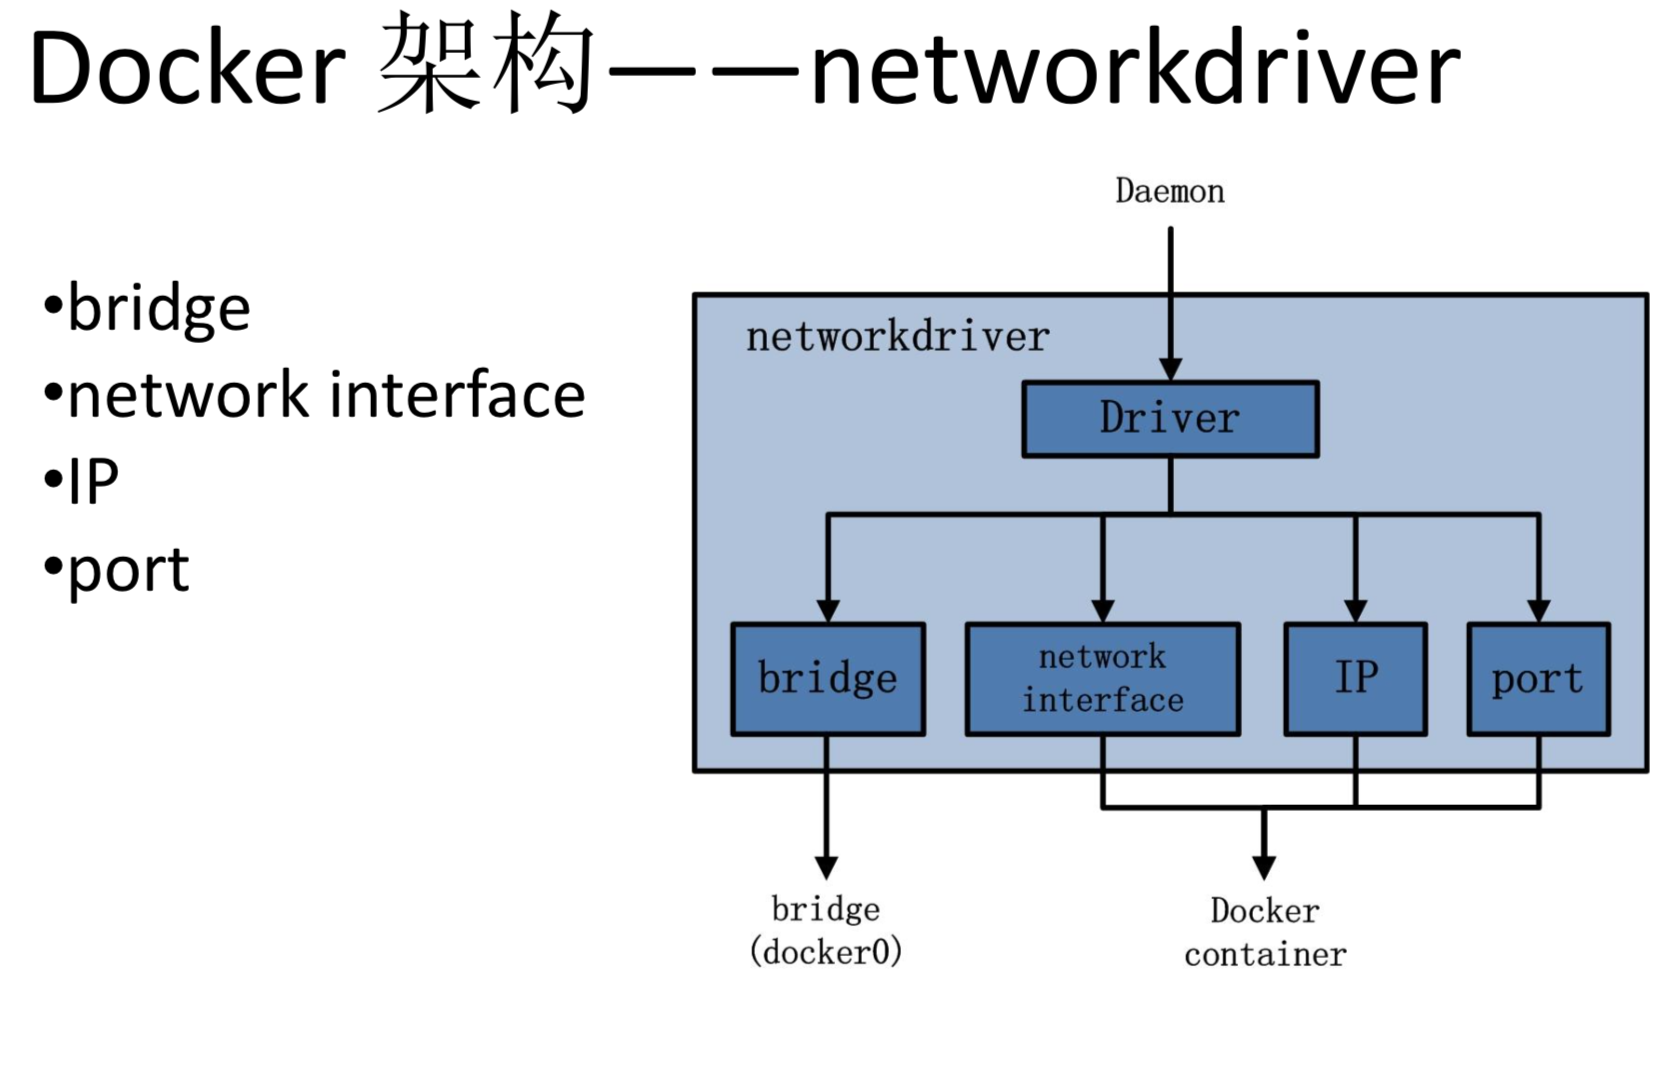 Docker 架构——networkdriver
•bridge
•network interface
•IP
•port
Daemon
networkdriver
Driver
bridge
network
interface
IP
port
bridge
(docker0)
Docker
container